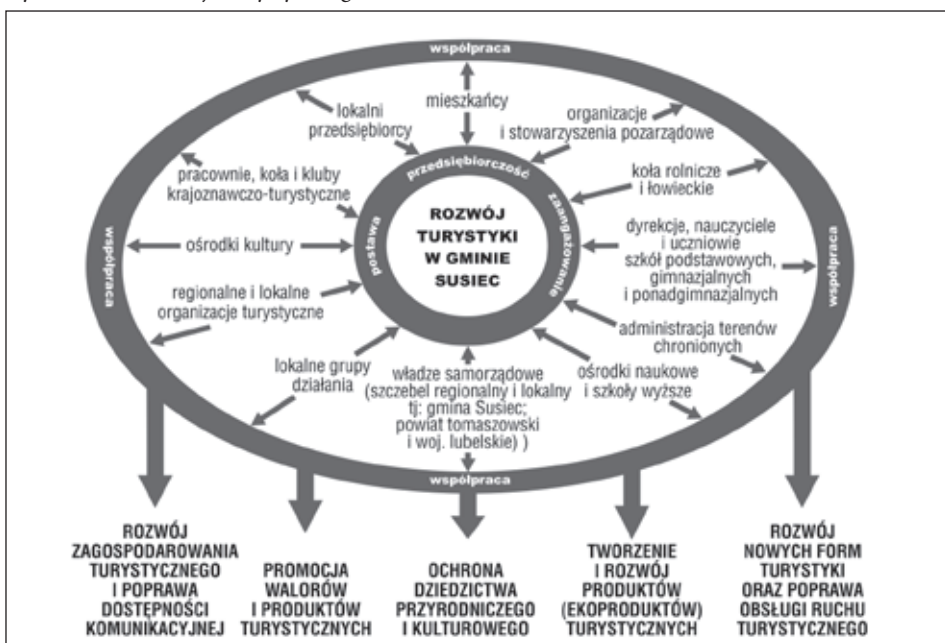 współpraca
mieszkańcy
lokalni
przedsiębiorcy
organizacje
i stowarzyszenia pozarządowe
pracownie, koła i kluby
krajoznawczo-turystyczne
koła rolnicze
i łowieckie
przedsiębiorczość
postawa
zaangażowanie
ROZWÓJ
TURYSTYKI
W GMINIE
SUSIEC
współpraca
ośrodki kultury
dyrekcje, nauczyciele
i uczniowie
szkół podstawowych,
gimnazjalnych
i ponadgimnazjalnych
współpraca
regionalne i lokalne
organizacje turystyczne
administracja terenów
chronionych
lokalne grupy
działania
władze samorządowe
(szczebel regionalny i lokalny
tj: gmina Susiec;
powiat tomaszowski
i woj. lubelskie) )
ośrodki naukowe
i szkoły wyższe
współpraca
ROZWÓJ
ZAGOSPODAROWANIA
TURYSTYCZNEGO
I POPRAWA
DOSTĘPNOŚCI
KOMUNIKACYJNEJ
PROMOCJA
WALORÓW
I PRODUKTÓW
TURYSTYCZNYCH
OCHRONA
DZIEDZICTWA
PRZYRODNICZEGO
I KULTUROWEGO
TWORZENIE
I ROZWÓJ
PRODUKTÓW
(EKOPRODUKTÓW)
TURYSTYCZNYCH
ROZWÓJ
NOWYCH FORM
TURYSTYKI
ORAZ POPRAWA
OBSŁUGI RUCHU
TURYSTYCZNEGO